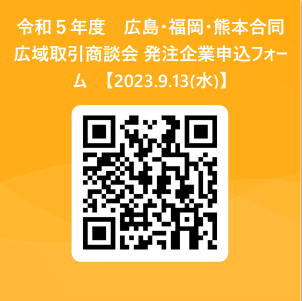 令和５年度　広島・福岡・熊本合同
広域取引商談会 発注企業申込フォー
ム　【2023.9.13(水)】